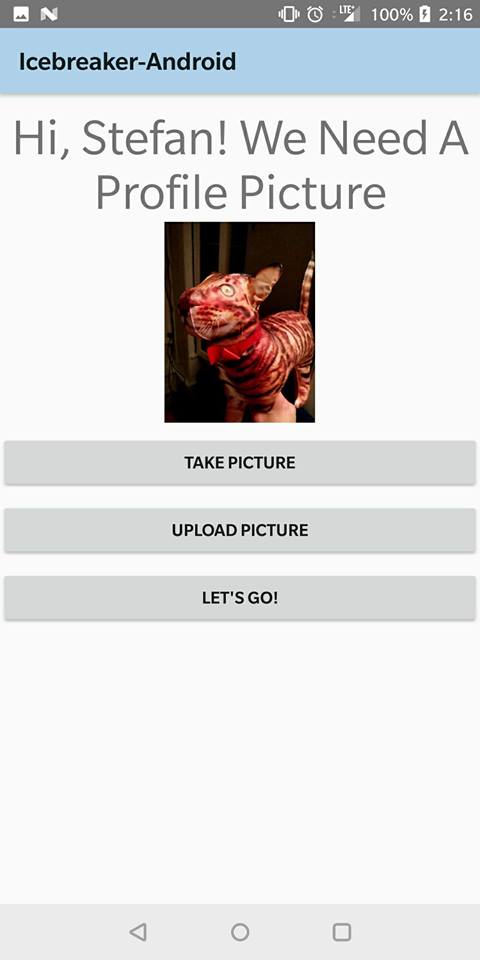 LTE 100% 2:16
Icebreaker-Android
Hi, Stefan! We Need A
Profile Picture
TAKE PICTURE
UPLOAD PICTURE
LET'S GO!